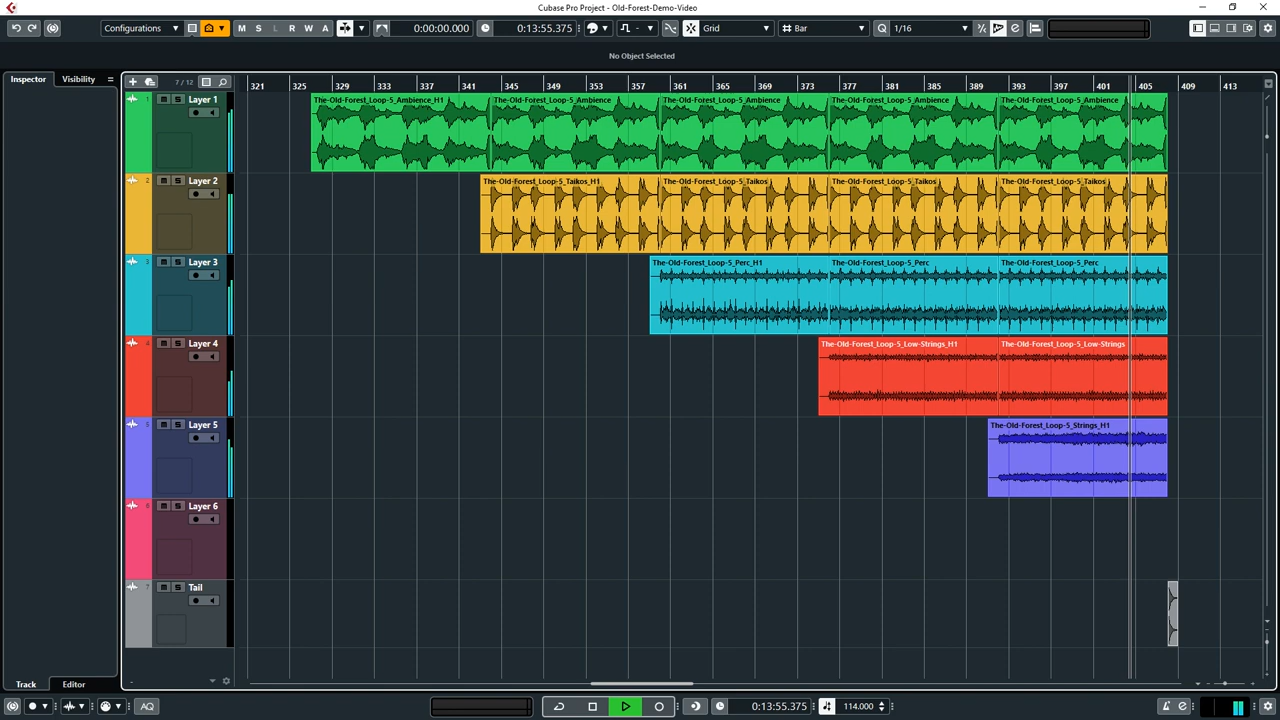 Cubase Pro Project - Old-Forest-Demo-Video
Configurations M S L R W A 0:00:00.000 0:13:55.375 Grid Bar Q 1/16
No Object Selected
Inspector Visibility 7 / 12
321 325 329 333 337 341 345 349 353 357 361 365 369 373 377 381 385 389 393 397 401 405 409 413
1 M S Layer 1
The-Old-Forest_Loop-5_Ambience_H1 The-Old-Forest_Loop-5_Ambience The-Old-Forest_Loop-5_Ambience The-Old-Forest_Loop-5_Ambience The-Old-Forest_Loop-5_Ambience
2 M S Layer 2
The-Old-Forest_Loop-5_Taikos_H1 The-Old-Forest_Loop-5_Taikos The-Old-Forest_Loop-5_Taikos The-Old-Forest_Loop-5_Taikos
3 M S Layer 3
The-Old-Forest_Loop-5_Perc_H1 The-Old-Forest_Loop-5_Perc The-Old-Forest_Loop-5_Perc
4 M S Layer 4
The-Old-Forest_Loop-5_Low-Strings_H1 The-Old-Forest_Loop-5_Low-Strings
5 M S Layer 5
The-Old-Forest_Loop-5_Strings_H1
6 M S Layer 6
7 M S Tail
Track Editor
AQ 0:13:55.375 114.000